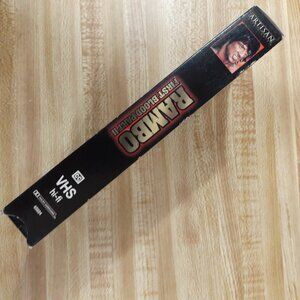 ARTISAN
RAMBO
FIRST BLOOD PART II
VHS
hi-fi